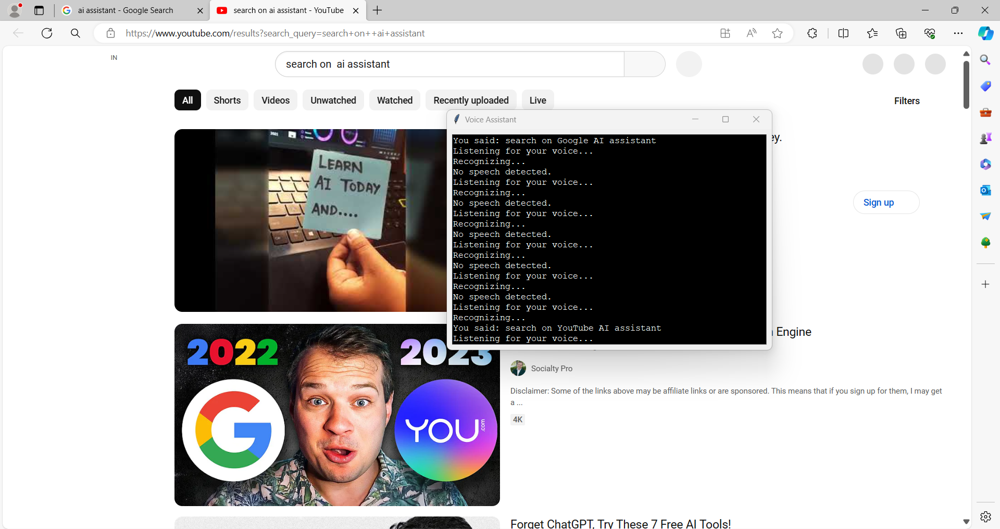 ai assistant - Google Search
search on ai assistant - YouTube
https://www.youtube.com/results?search_query=search+on++ai+assistant
IN
search on  ai assistant
All
Shorts
Videos
Unwatched
Watched
Recently uploaded
Live
Filters
Voice Assistant
ey.
You said: search on Google AI assistant
Listening for your voice...
Recognizing...
No speech detected.
Listening for your voice...
Recognizing...
No speech detected.
Listening for your voice...
Recognizing...
No speech detected.
Listening for your voice...
Recognizing...
No speech detected.
Listening for your voice...
Recognizing...
No speech detected.
Listening for your voice...
Recognizing...
You said: search on YouTube AI assistant
Listening for your voice...
LEARN
AI TODAY
AND....
Sign up
2022
2023
YOU.com
Engine
Socialty Pro
Disclaimer: Some of the links above may be affiliate links or are sponsored. This means that if you sign up for them, I may get
a ...
4K
Forget ChatGPT, Try These 7 Free AI Tools!